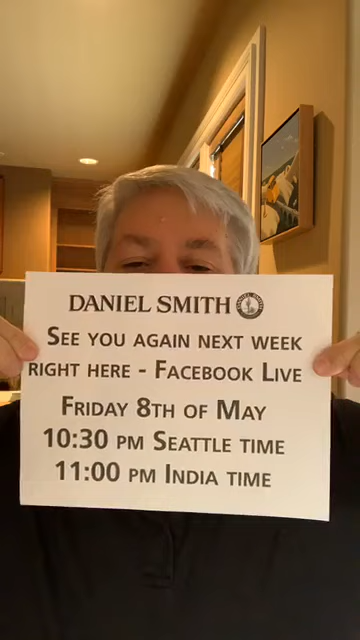 DANIEL SMITH
SEE YOU AGAIN NEXT WEEK
RIGHT HERE - FACEBOOK LIVE
FRIDAY 8TH OF MAY
10:30 PM SEATTLE TIME
11:00 PM INDIA TIME